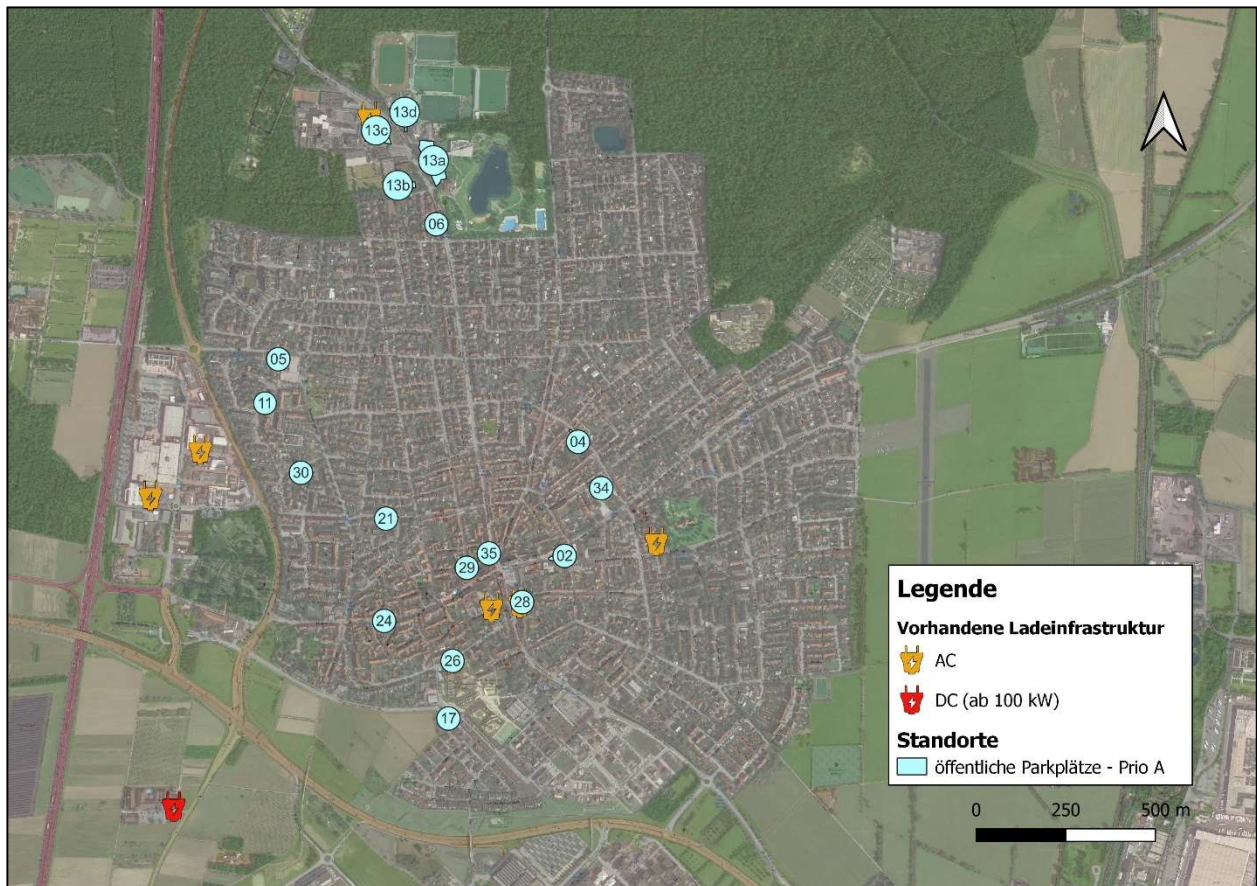 13d
13c
13a
13b
06
05
11
04
30
34
21
35
02
29
28
24
26
17
Legende
Vorhandene Ladeinfrastruktur
AC
DC (ab 100 kW)
Standorte
öffentliche Parkplätze - Prio A
0 250 500 m